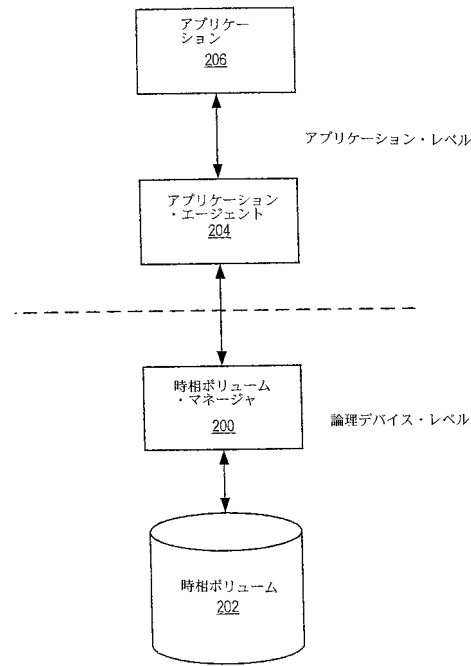 アプリケー
ション
206
アプリケーション・レベル
アプリケーション
・エージェント
204
時相ボリューム
・マネージャ
200
論理デバイス・レベル
時相ボリューム
202